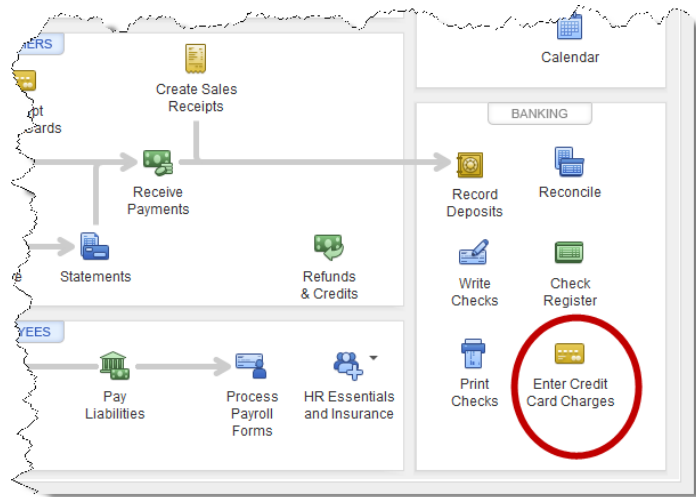 ERS
Calendar
Create Sales
Receipts
BANKING
pt
ards
Receive
Payments
Record
Deposits
Reconcile
Statements
Refunds
& Credits
Write
Checks
Check
Register
YEES
Pay
Liabilities
Process
Payroll
Forms
HR Essentials
and Insurance
Print
Checks
Enter Credit
Card Charges